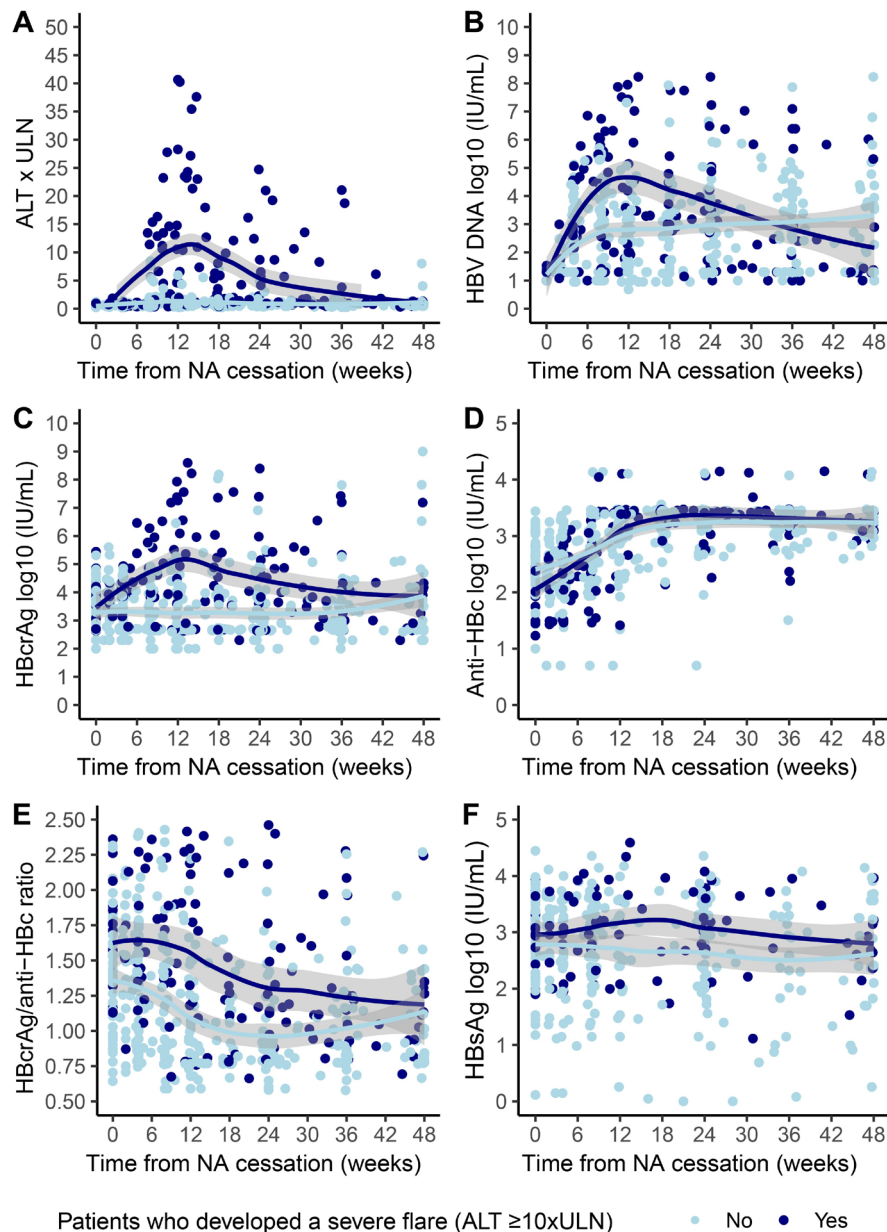 A
50
45
40
35
30
25
20
15
10
5
0
ALT x ULN
0 6 12 18 24 30 36 42 48
Time from NA cessation (weeks)
B
10
9
8
7
6
5
4
3
2
1
0
HBV DNA log10 (IU/mL)
0 6 12 18 24 30 36 42 48
Time from NA cessation (weeks)
C
10
9
8
7
6
5
4
3
2
1
0
HBcrAg log10 (IU/mL)
0 6 12 18 24 30 36 42 48
Time from NA cessation (weeks)
D
5
4
3
2
1
0
Anti−HBc log10 (IU/mL)
0 6 12 18 24 30 36 42 48
Time from NA cessation (weeks)
E
2.50
2.25
2.00
1.75
1.50
1.25
1.00
0.75
0.50
HBcrAg/anti−HBc ratio
0 6 12 18 24 30 36 42 48
Time from NA cessation (weeks)
F
5
4
3
2
1
0
HBsAg log10 (IU/mL)
0 6 12 18 24 30 36 42 48
Time from NA cessation (weeks)
Patients who developed a severe flare (ALT ≥10xULN) No Yes